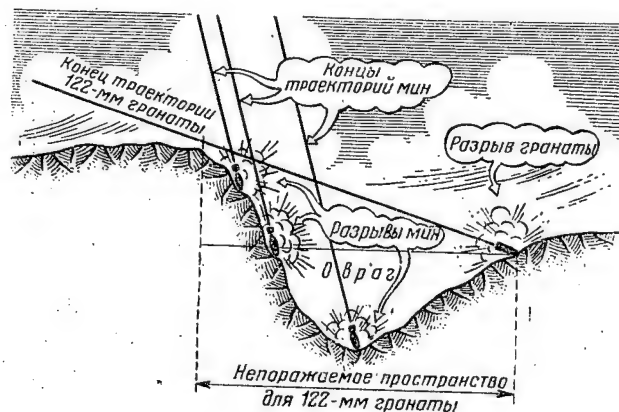 Концы
траекторий мин
Конец траектории
122-мм гранаты
Разрыв гранаты
Разрывы мин
Овраг
Непоражаемое пространство
для 122-мм гранаты